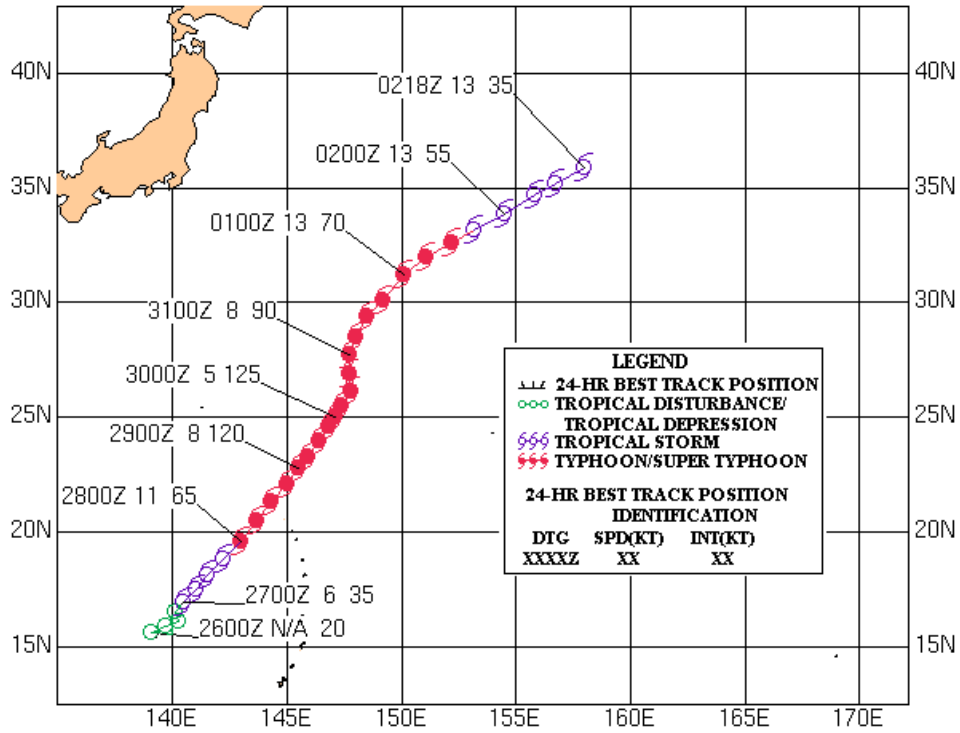 40N 40N
0218Z 13 35
0200Z 13 55
35N 35N
0100Z 13 70
30N 30N
3100Z 8 90
3000Z 5 125
25N 25N
2900Z 8 120
2800Z 11 65
20N 20N
2700Z 6 35
2600Z N/A 20
15N 15N
LEGEND
24-HR BEST TRACK POSITION
TROPICAL DISTURBANCE/
TROPICAL DEPRESSION
TROPICAL STORM
TYPHOON/SUPER TYPHOON
24-HR BEST TRACK POSITION
IDENTIFICATION
DTG SPD(KT) INT(KT)
XXXXZ XX XX
140E 145E 150E 155E 160E 165E 170E